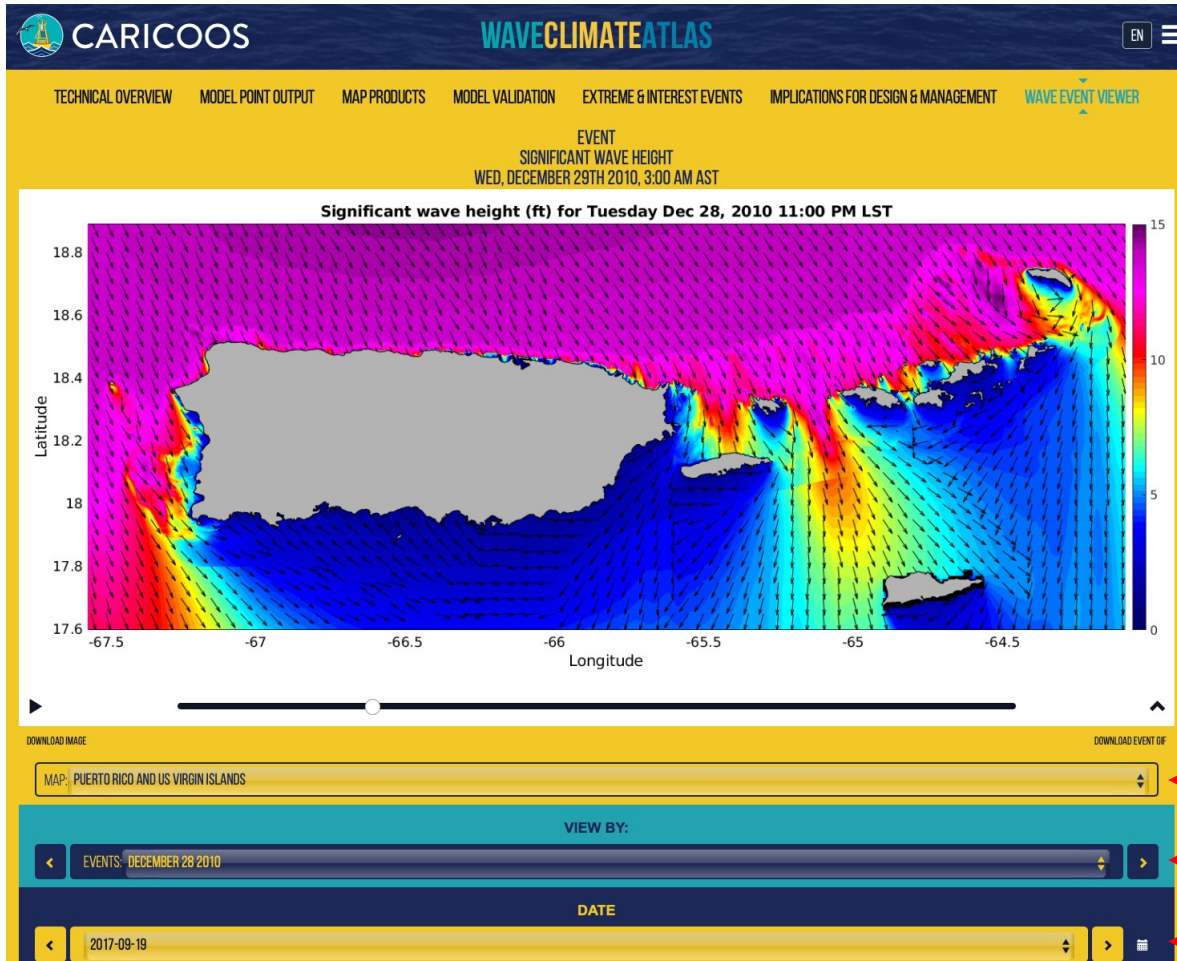 CARICOOS
WAVECLIMATEATLAS
EN
TECHNICAL OVERVIEW MODEL POINT OUTPUT MAP PRODUCTS MODEL VALIDATION EXTREME & INTEREST EVENTS IMPLICATIONS FOR DESIGN & MANAGEMENT WAVE EVENT VIEWER
EVENT
SIGNIFICANT WAVE HEIGHT
WED, DECEMBER 29TH 2010, 3:00 AM AST
Significant wave height (ft) for Tuesday Dec 28, 2010 11:00 PM LST
Latitude
18.8
18.6
18.4
18.2
18
17.8
17.6
15
10
5
0
-67.5 -67 -66.5 -66 -65.5 -65 -64.5
Longitude
DOWNLOAD IMAGE DOWNLOAD EVENT GIF
MAP: PUERTO RICO AND US VIRGIN ISLANDS
VIEW BY:
EVENTS: DECEMBER 28 2010
DATE
2017-09-19